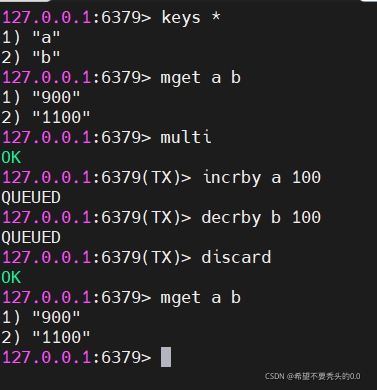 127.0.0.1:6379> keys *
1) "a"
2) "b"
127.0.0.1:6379> mget a b
1) "900"
2) "1100"
127.0.0.1:6379> multi
OK
127.0.0.1:6379(TX)> incrby a 100
QUEUED
127.0.0.1:6379(TX)> decrby b 100
QUEUED
127.0.0.1:6379(TX)> discard
OK
127.0.0.1:6379> mget a b
1) "900"
2) "1100"
127.0.0.1:6379>
CSDN @希望不要秃头的0.0